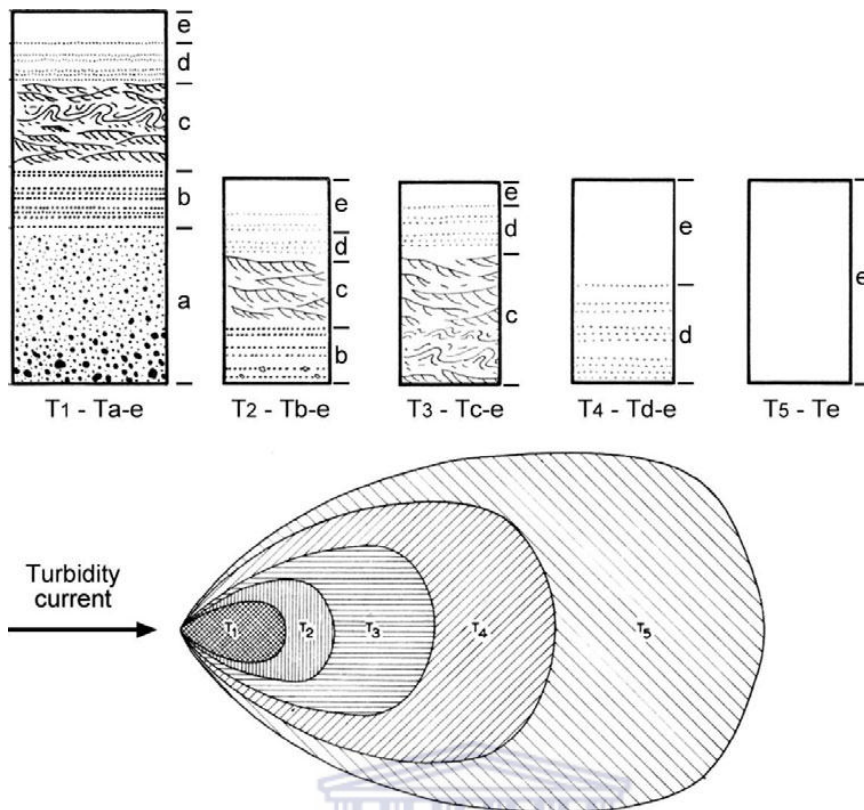 e
d
c
b
a
e
d
c
b
e
d
c
e
d
e
T1 - Ta-e
T2 - Tb-e
T3 - Tc-e
T4 - Td-e
T5 - Te
Turbidity
current
T1
T2
T3
T4
T5